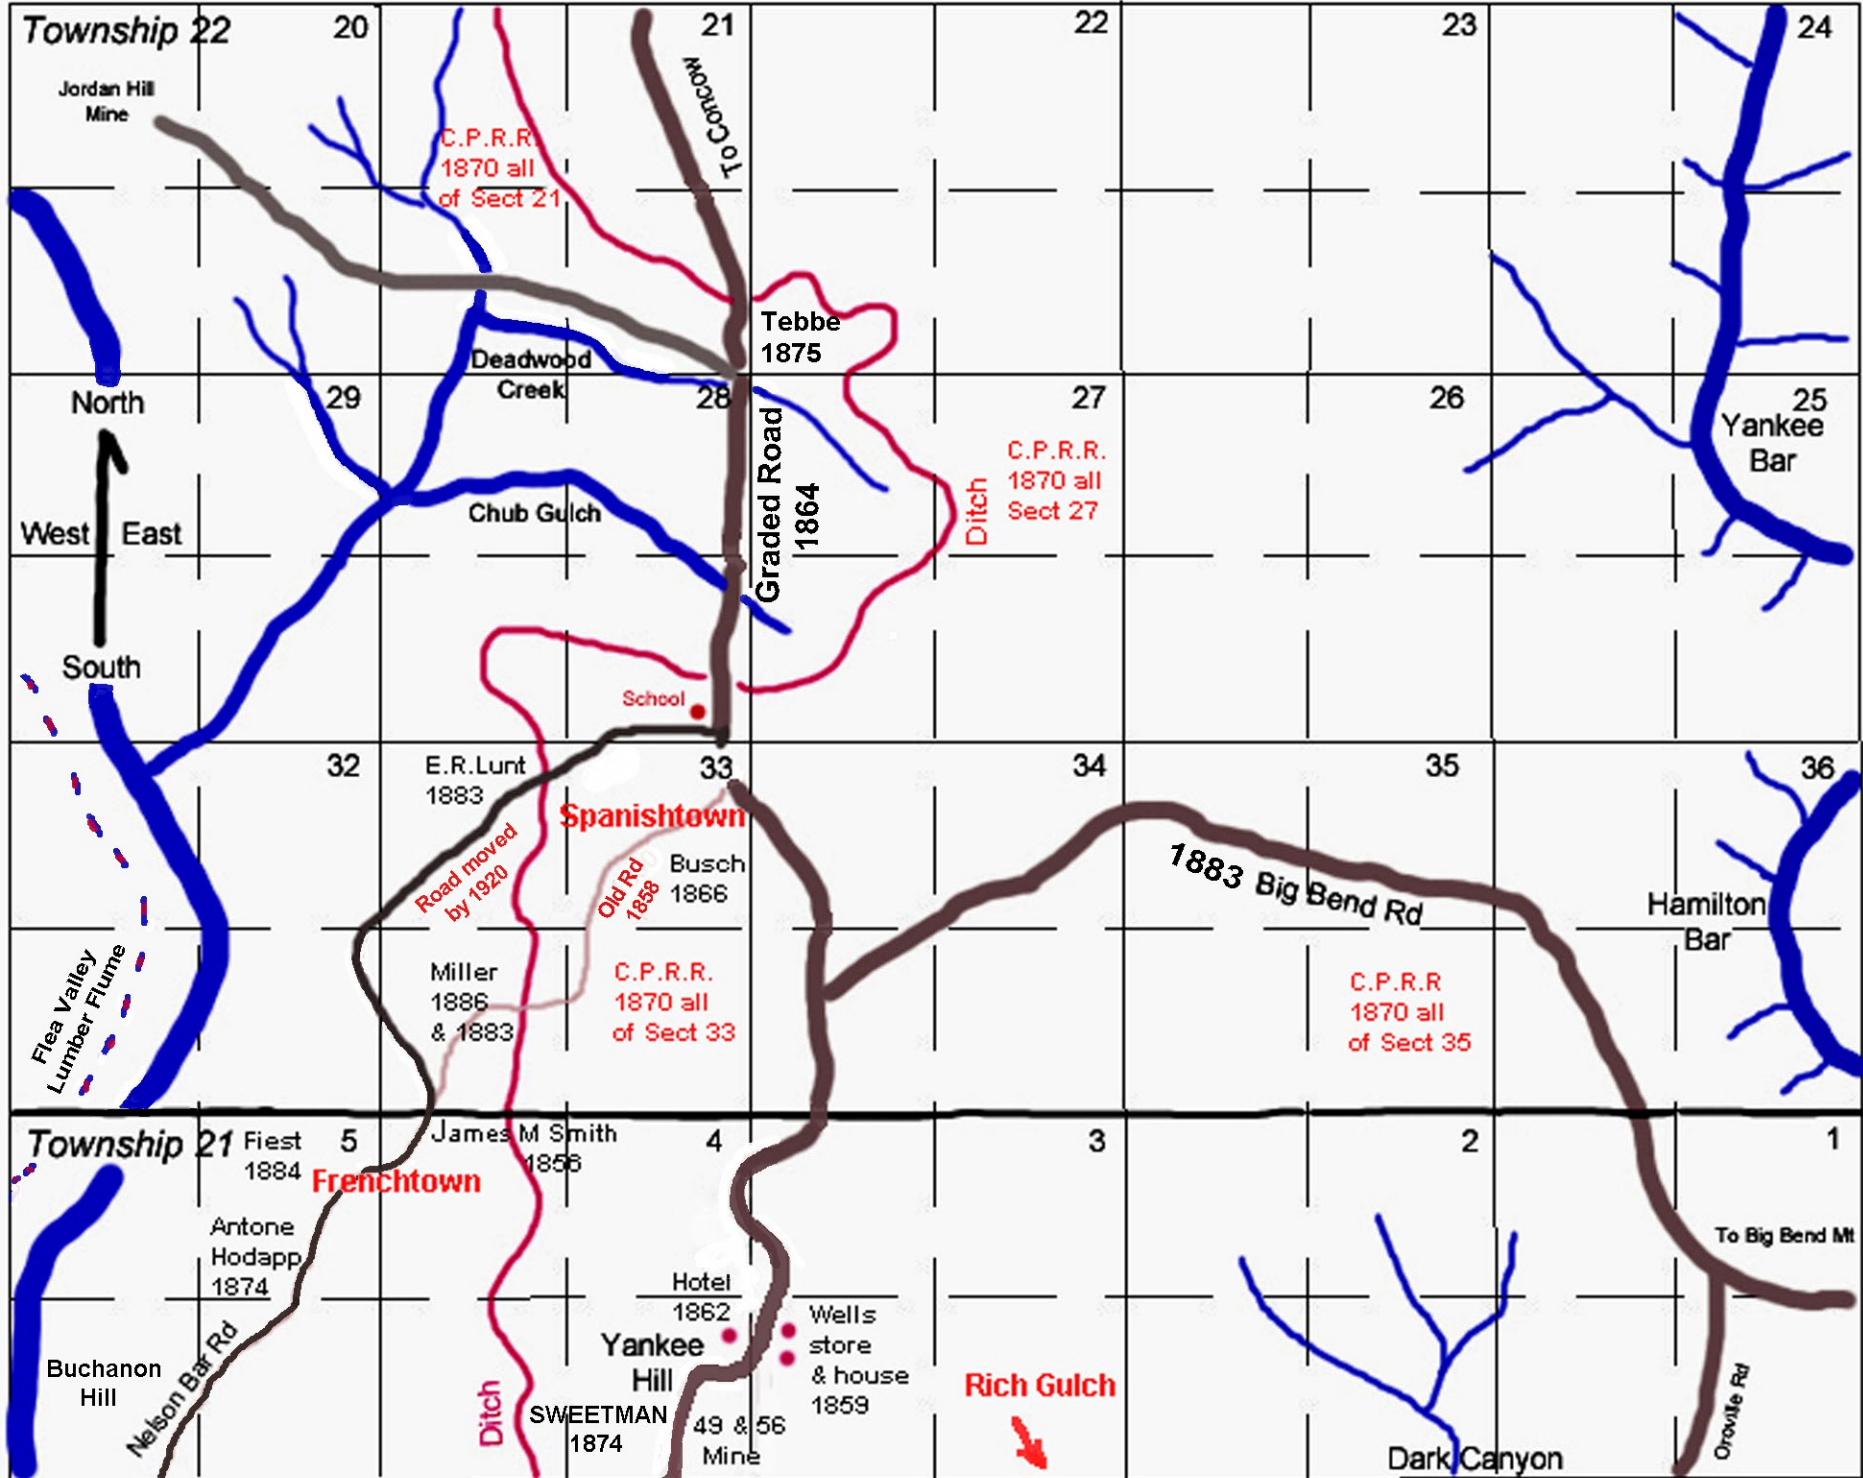 Township 22
20
21
22
23
24
Jordan Hill
Mine
To Concow
C.P.R.R.
1870 all
of Sect 21
Tebbe
1875
Deadwood
Creek
North
29
28
27
26
25
Yankee
Bar
Graded Road
1864
C.P.R.R.
1870 all
Sect 27
Ditch
Chub Gulch
West
East
South
School
32
33
34
35
36
E.R.Lunt
1883
Spanishtown
Road moved
by 1920
Old Rd
1858
Busch
1866
1883 Big Bend Rd
Hamilton
Bar
Flea Valley
Lumber Flume
Miller
1886
& 1883
C.P.R.R.
1870 all
of Sect 33
C.P.R.R
1870 all
of Sect 35
Township 21
Fiest
1884
5
James M Smith
1856
4
3
2
1
Frenchtown
Antone
Hodapp
1874
To Big Bend Mt
Hotel
1862
Wells
store
& house
1859
Yankee
Hill
Buchanon
Hill
Nelson Bar Rd
Ditch
SWEETMAN
1874
49 & 56
Mine
Rich Gulch
Oroville Rd
Dark Canyon